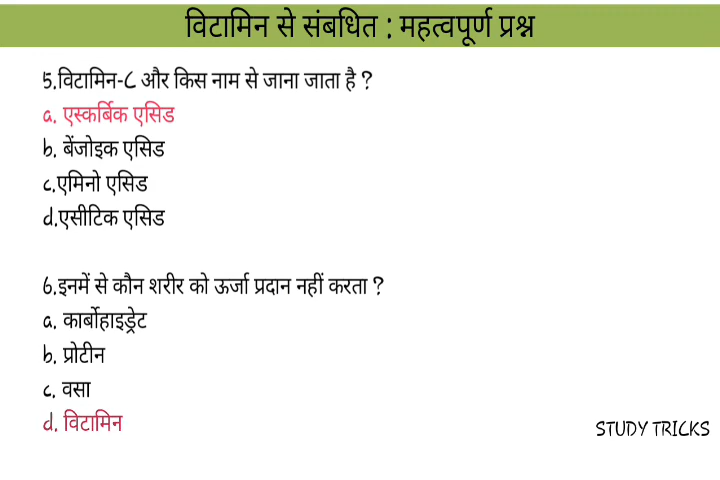 विटामिन से संबधित : महत्वपूर्ण प्रश्न
5.विटामिन-C और किस नाम से जाना जाता है ?
a. एस्कर्बिक एसिड
b. बेंजोइक एसिड
c.एमिनो एसिड
d.एसीटिक एसिड
6.इनमें से कौन शरीर को ऊर्जा प्रदान नहीं करता ?
a. कार्बोहाइड्रेट
b. प्रोटीन
c. वसा
d. विटामिन
STUDY TRICKS